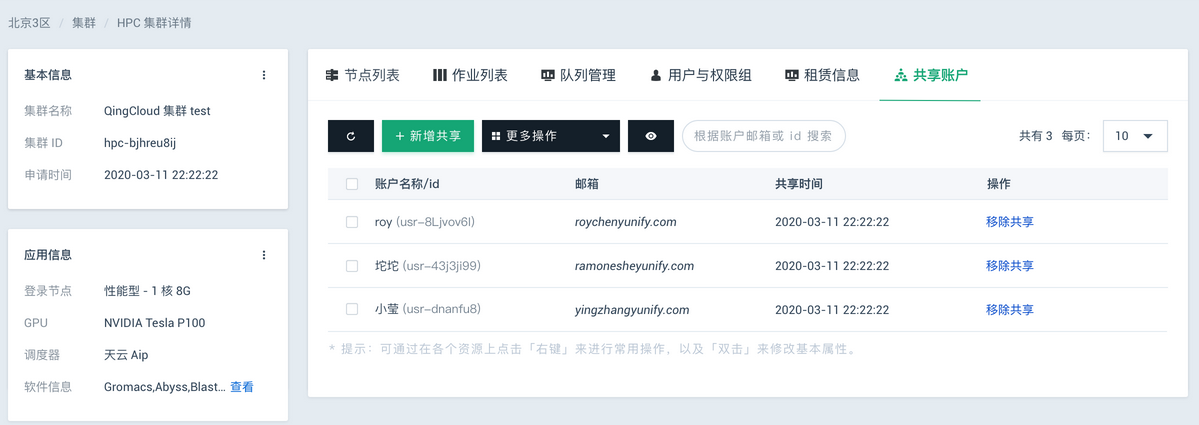 北京3区 / 集群 / HPC 集群详情
基本信息
集群名称 QingCloud 集群 test
集群 ID hpc-bjhreu8ij
申请时间 2020-03-11 22:22:22
应用信息
登录节点 性能型 - 1 核 8G
GPU NVIDIA Tesla P100
调度器 天云 Aip
软件信息 Gromacs,Abyss,Blast... 查看
节点列表 作业列表 队列管理 用户与权限组 租赁信息 共享账户
+ 新增共享 更多操作 根据账户邮箱或 id 搜索 共有 3 每页: 10
账户名称/id 邮箱 共享时间 操作
roy (usr-8Ljvov6l) roychenyunify.com 2020-03-11 22:22:22 移除共享
坨坨 (usr-43j3ji99) ramonesheyunify.com 2020-03-11 22:22:22 移除共享
小莹 (usr-dnanfu8) yingzhangyunify.com 2020-03-11 22:22:22 移除共享
* 提示：可通过在各个资源上点击「右键」来进行常用操作，以及「双击」来修改基本属性。